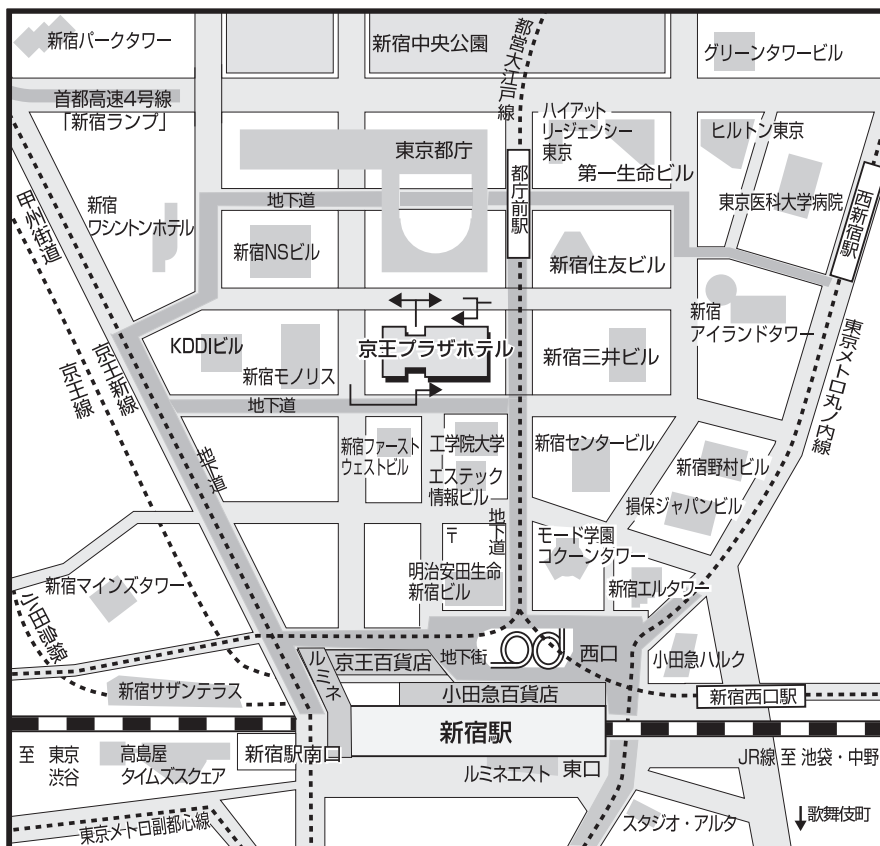 新宿パークタワー
新宿中央公園
都営大江戸線
グリーンタワービル
首都高速4号線
「新宿ランプ」
ハイアット
リージェンシー
東京
ヒルトン東京
東京都庁
第一生命ビル
都庁前駅
東京医科大学病院
西新宿駅
甲州街道
新宿
ワシントンホテル
地下道
新宿NSビル
新宿住友ビル
新宿
アイランドタワー
KDDIビル
新宿モノリス
京王プラザホテル
新宿三井ビル
東京メトロ丸ノ内線
京王新線
京王線
地下道
地下道
新宿ファースト
ウェストビル
工学院大学
エステック
情報ビル
新宿センタービル
新宿野村ビル
損保ジャパンビル
地下道
〒
モード学園
コクーンタワー
明治安田生命
新宿ビル
新宿エルタワー
新宿マインズタワー
小田急線
ルミネ
京王百貨店
地下街
西口
小田急ハルク
新宿サザンテラス
小田急百貨店
新宿西口駅
新宿駅
至 東京
渋谷
高島屋
タイムズスクェア
新宿駅南口
ルミネエスト
東口
JR線 至 池袋・中野
東京メトロ副都心線
スタジオ・アルタ
↓歌舞伎町